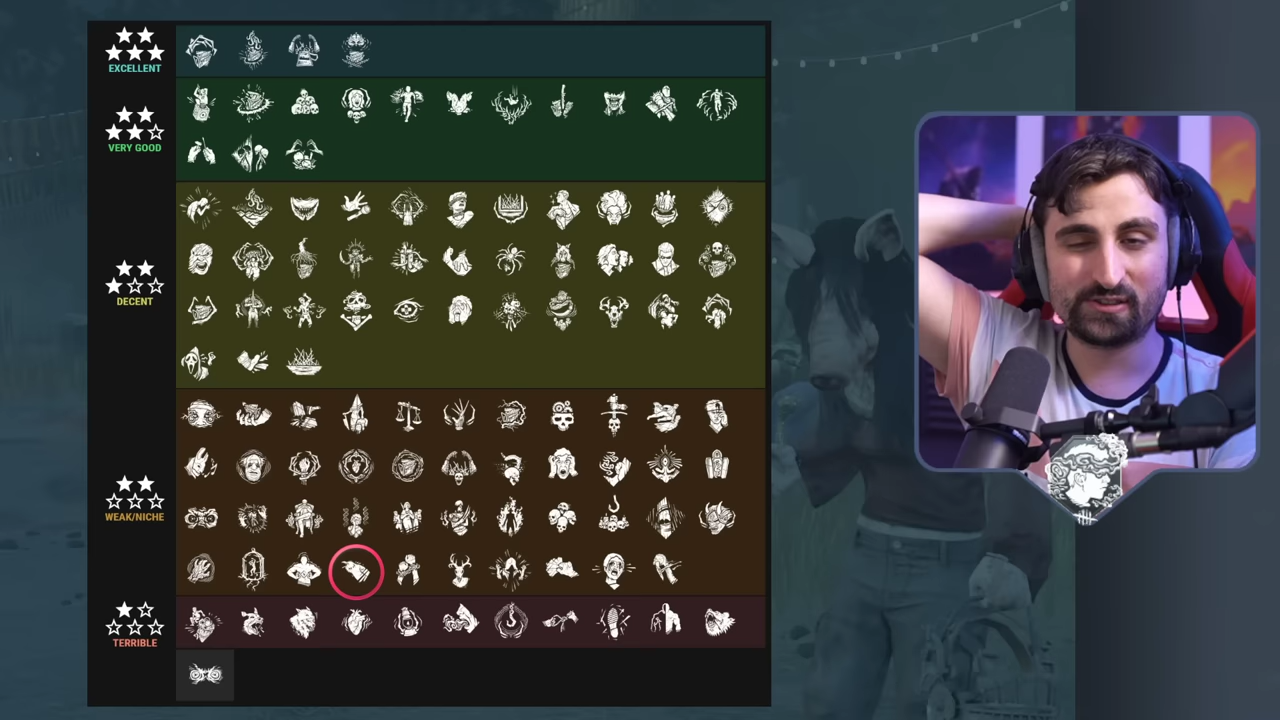 EXCELLENT
VERY GOOD
DECENT
WEAK/NICHE
TERRIBLE